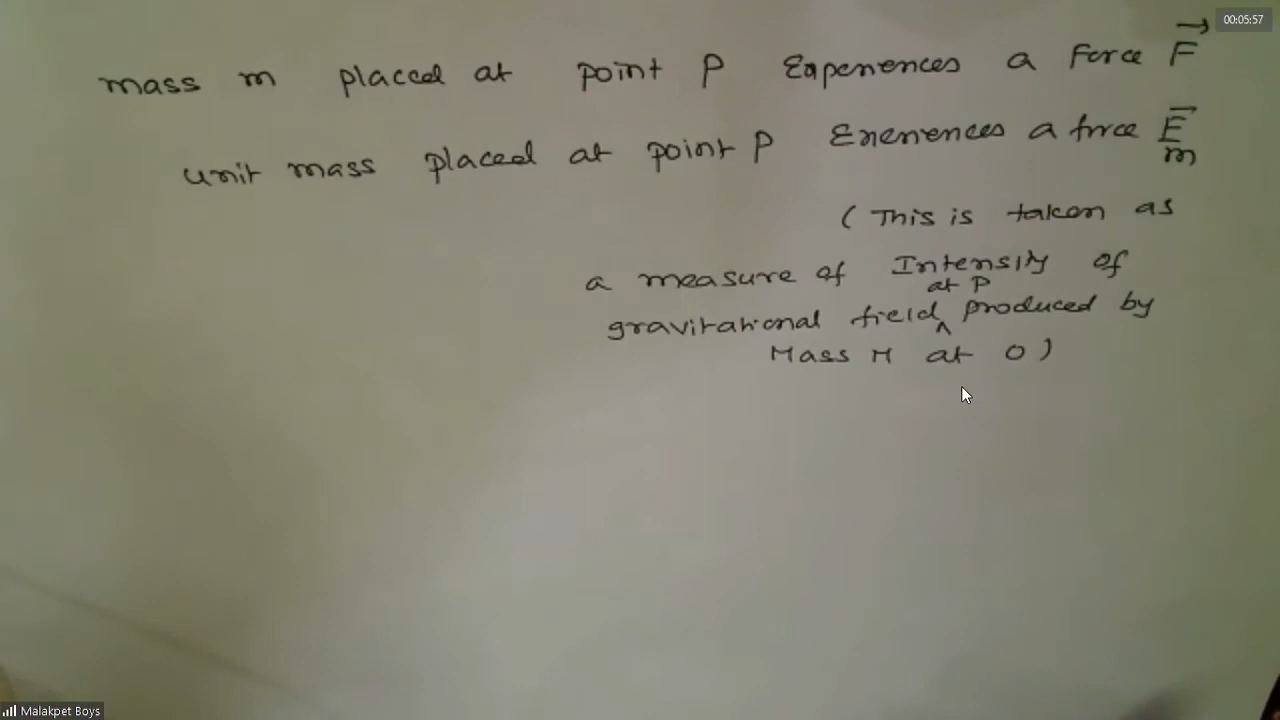 00:05:57
mass m placed at point P Experiences a Force F⃗
unit mass placed at point P Experiences a force F⃗/m
(This is taken as
a measure of Intensity of
at P
gravitational field ^ produced by
Mass M at O)
Malakpet Boys